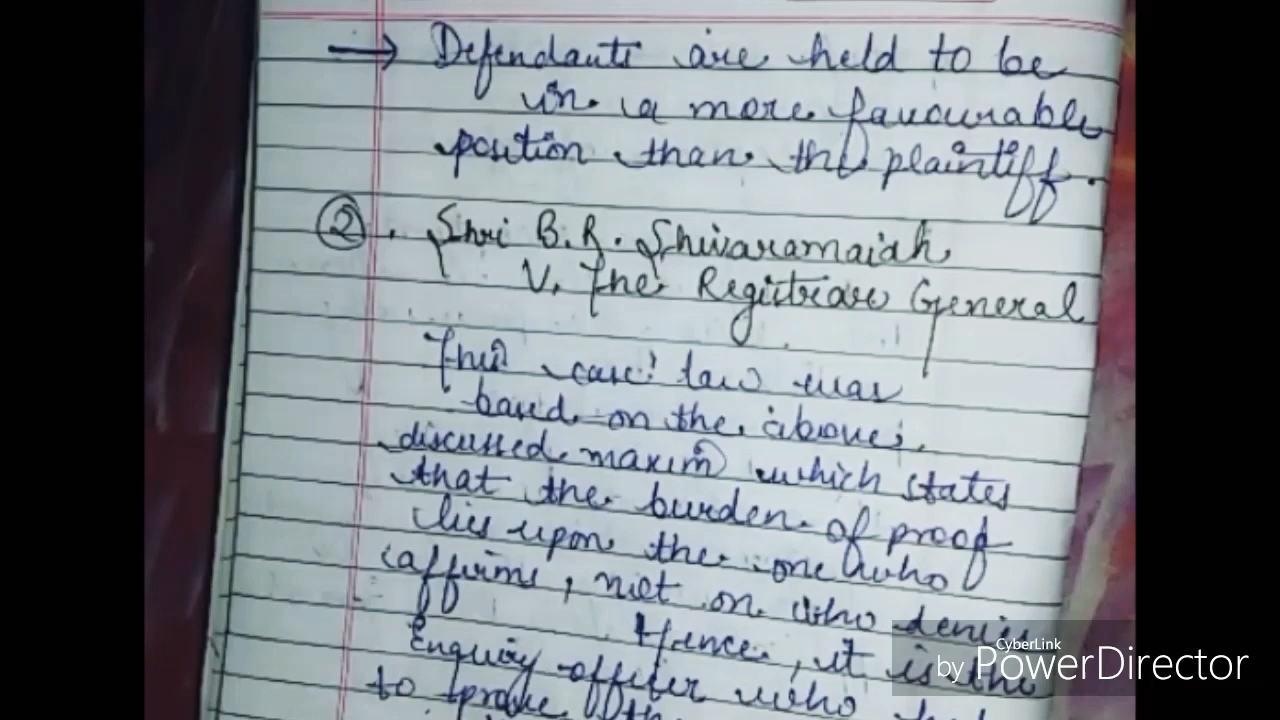 → Defendants are held to be
in a more favourable
position than the plaintiff.
② . Shri B.R. Shivaramaiah
V. The Registrar General
This case law was
based on the above
discussed maxim which states
that the burden of proof
lies upon the one who
affirms, not on who denies
Hence, it is the
Enquiry officer who
to prove
CyberLink
by PowerDirector